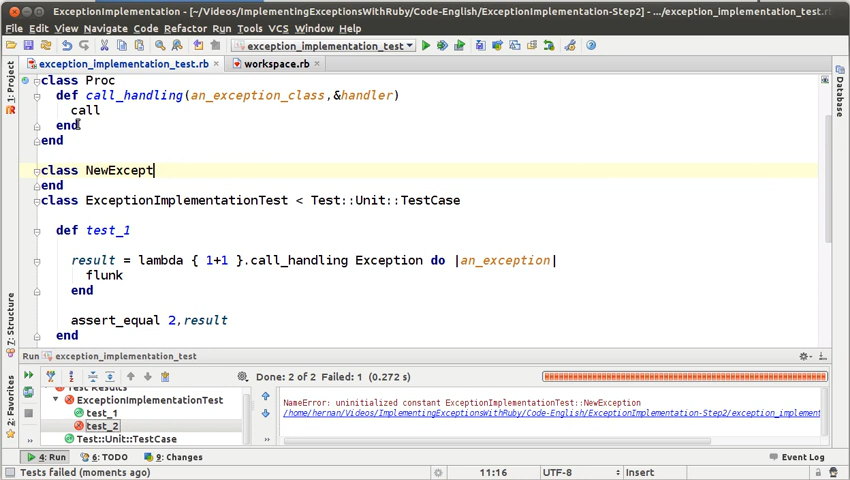 ExceptionImplementation - [~/Videos/ImplementingExceptionsWithRuby/Code-English/ExceptionImplementation-Step2] - .../exception_implementation_test.rb
File Edit View Navigate Code Refactor Run Tools VCS Window Help
exception_implementation_test
exception_implementation_test.rb workspace.rb
1: Project
Database
class Proc
def call_handling(an_exception_class,&handler)
call
end
end
class NewExcept
end
class ExceptionImplementationTest < Test::Unit::TestCase
def test_1
result = lambda { 1+1 }.call_handling Exception do |an_exception|
flunk
end
assert_equal 2,result
end
7: Structure
2: Favorites
Run exception_implementation_test
Done: 2 of 2 Failed: 1 (0.272 s)
Test Results
ExceptionImplementationTest
test_1
test_2
Test::Unit::TestCase
NameError: uninitialized constant ExceptionImplementationTest::NewException
/home/hernan/Videos/ImplementingExceptionsWithRuby/Code-English/ExceptionImplementation-Step2/exception_implement
4: Run 6: TODO 9: Changes Event Log
Tests failed (moments ago) 11:16 UTF-8 Insert